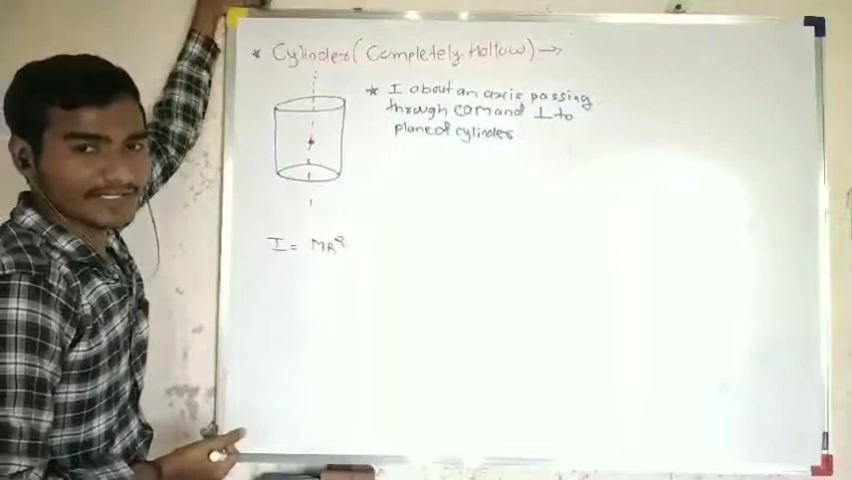 * Cylinder (Completely Hollow) →
* I about an axis passing
through com and ⊥ to
plane of cylinder
I = MR²